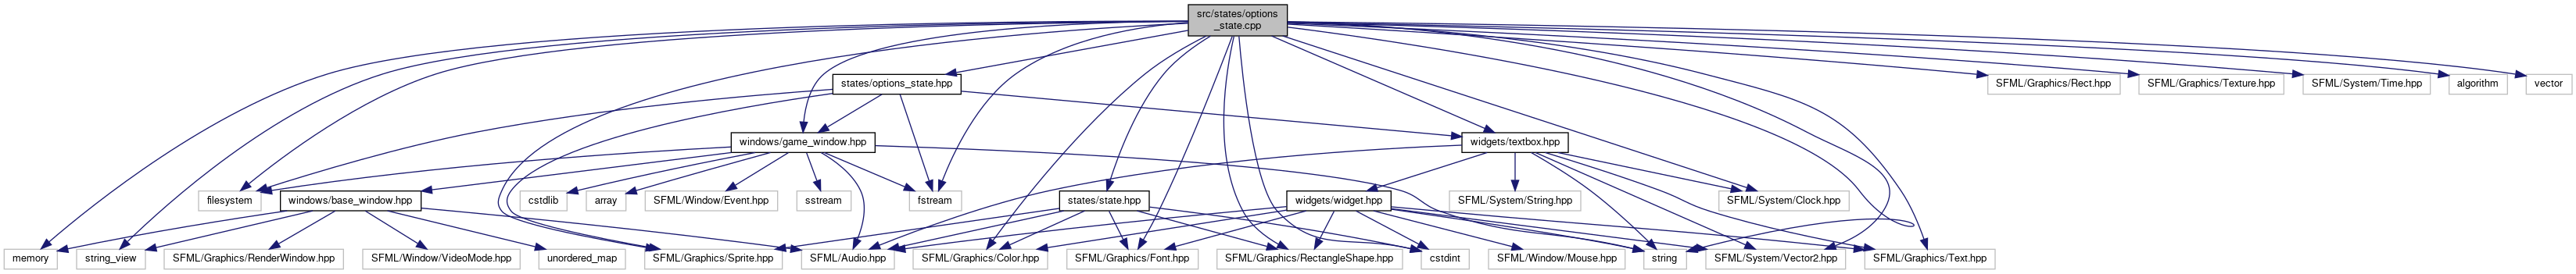 src/states/options
_state.cpp
states/options_state.hpp
SFML/Graphics/Rect.hpp
SFML/Graphics/Texture.hpp
SFML/System/Time.hpp
algorithm
vector
windows/game_window.hpp
widgets/textbox.hpp
filesystem
windows/base_window.hpp
cstdlib
array
SFML/Window/Event.hpp
sstream
fstream
states/state.hpp
widgets/widget.hpp
SFML/System/String.hpp
SFML/System/Clock.hpp
memory
string_view
SFML/Graphics/RenderWindow.hpp
SFML/Window/VideoMode.hpp
unordered_map
SFML/Graphics/Sprite.hpp
SFML/Audio.hpp
SFML/Graphics/Color.hpp
SFML/Graphics/Font.hpp
SFML/Graphics/RectangleShape.hpp
cstdint
SFML/Window/Mouse.hpp
string
SFML/System/Vector2.hpp
SFML/Graphics/Text.hpp